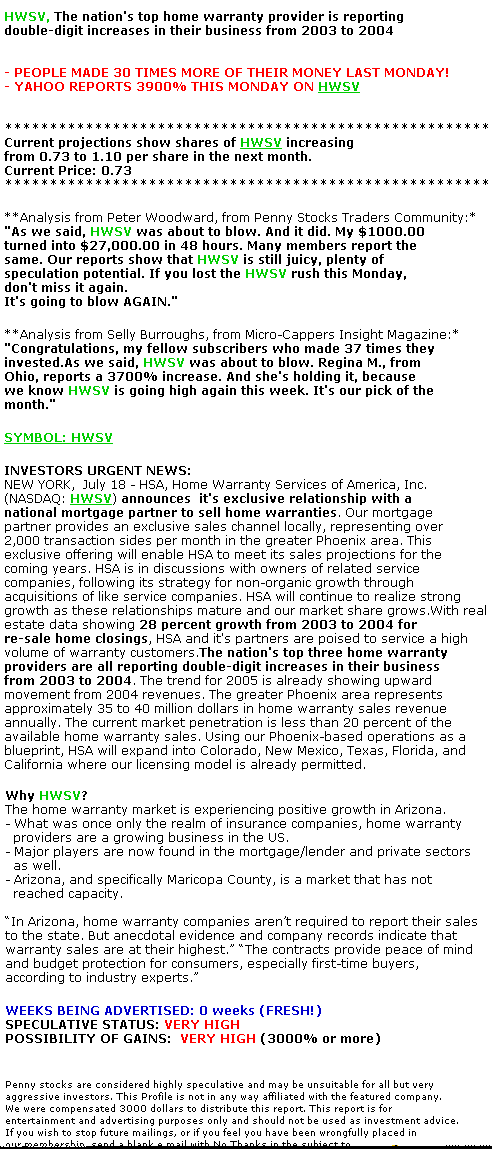 HWSV, The nation's top home warranty provider is reporting
double-digit increases in their business from 2003 to 2004
- PEOPLE MADE 30 TIMES MORE OF THEIR MONEY LAST MONDAY!
- YAHOO REPORTS 3900% THIS MONDAY ON HWSV
******************************************************
Current projections show shares of HWSV increasing
from 0.73 to 1.10 per share in the next month.
Current Price: 0.73
******************************************************
**Analysis from Peter Woodward, from Penny Stocks Traders Community:*
"As we said, HWSV was about to blow. And it did. My $1000.00
turned into $27,000.00 in 48 hours. Many members report the
same. Our reports show that HWSV is still juicy, plenty of
speculation potential. If you lost the HWSV rush this Monday,
don't miss it again.
It's going to blow AGAIN."
**Analysis from Selly Burroughs, from Micro-Cappers Insight Magazine:*
"Congratulations, my fellow subscribers who made 37 times they
invested.As we said, HWSV was about to blow. Regina M., from
Ohio, reports a 3700% increase. And she's holding it, because
we know HWSV is going high again this week. It's our pick of the
month."
SYMBOL: HWSV
INVESTORS URGENT NEWS:
NEW YORK,  July 18 - HSA, Home Warranty Services of America, Inc.
(NASDAQ: HWSV) announces  it's exclusive relationship with a
national mortgage partner to sell home warranties. Our mortgage
partner provides an exclusive sales channel locally, representing over
2,000 transaction sides per month in the greater Phoenix area. This
exclusive offering will enable HSA to meet its sales projections for the
coming years. HSA is in discussions with owners of related service
companies, following its strategy for non-organic growth through
acquisitions of like service companies. HSA will continue to realize strong
growth as these relationships mature and our market share grows.With real
estate data showing 28 percent growth from 2003 to 2004 for
re-sale home closings, HSA and it's partners are poised to service a high
volume of warranty customers.The nation's top three home warranty
providers are all reporting double-digit increases in their business
from 2003 to 2004. The trend for 2005 is already showing upward
movement from 2004 revenues. The greater Phoenix area represents
approximately 35 to 40 million dollars in home warranty sales revenue
annually. The current market penetration is less than 20 percent of the
available home warranty sales. Using our Phoenix-based operations as a
blueprint, HSA will expand into Colorado, New Mexico, Texas, Florida, and
California where our licensing model is already permitted.
Why HWSV?
The home warranty market is experiencing positive growth in Arizona.
- What was once only the realm of insurance companies, home warranty
providers are a growing business in the US.
- Major players are now found in the mortgage/lender and private sectors
as well.
- Arizona, and specifically Maricopa County, is a market that has not
reached capacity.
“In Arizona, home warranty companies aren’t required to report their sales
to the state. But anecdotal evidence and company records indicate that
warranty sales are at their highest.” “The contracts provide peace of mind
and budget protection for consumers, especially first-time buyers,
according to industry experts.”
WEEKS BEING ADVERTISED: 0 weeks (FRESH!)
SPECULATIVE STATUS: VERY HIGH
POSSIBILITY OF GAINS:  VERY HIGH (3000% or more)
Penny stocks are considered highly speculative and may be unsuitable for all but very
aggressive investors. This Profile is not in any way affiliated with the featured company.
We were compensated 3000 dollars to distribute this report. This report is for
entertainment and advertising purposes only and should not be used as investment advice.
If you wish to stop future mailings, or if you feel you have been wrongfully placed in
our membership, send a blank e mail with No Thanks in the subject to